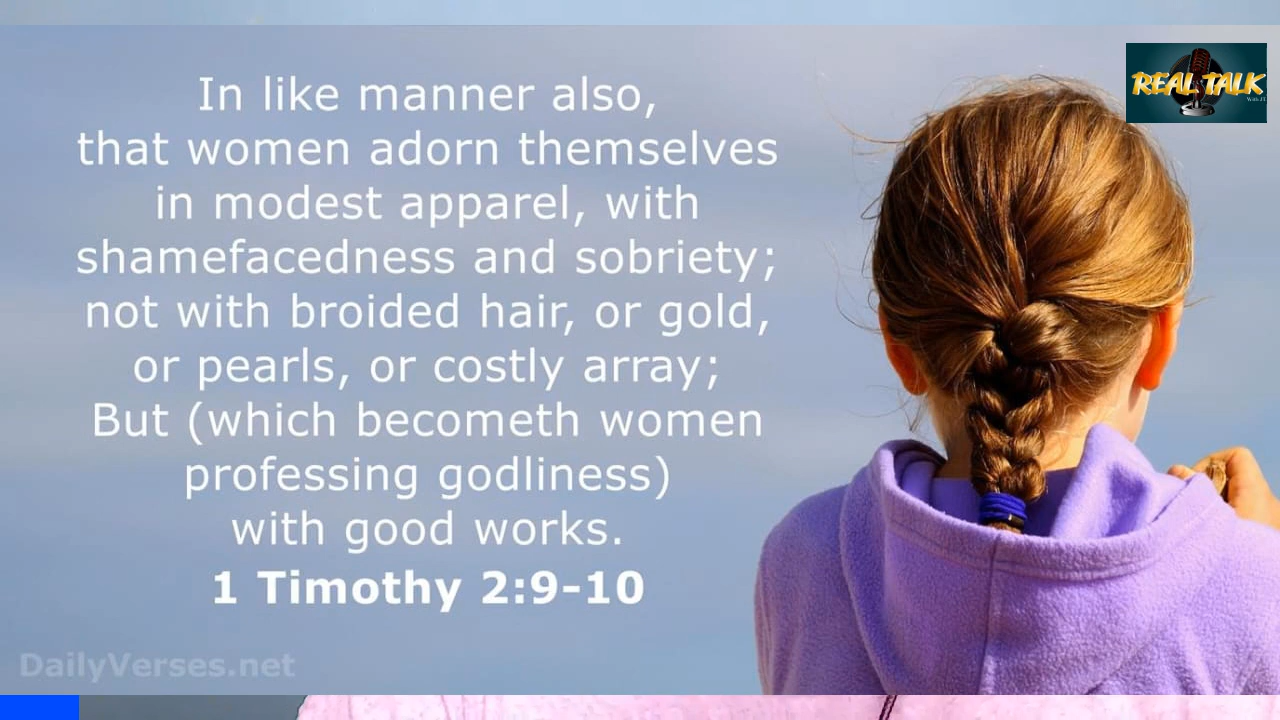 In like manner also,
that women adorn themselves
in modest apparel, with
shamefacedness and sobriety;
not with broided hair, or gold,
or pearls, or costly array;
But (which becometh women
professing godliness)
with good works.
1 Timothy 2:9-10
DailyVerses.net
REAL TALK
With JT